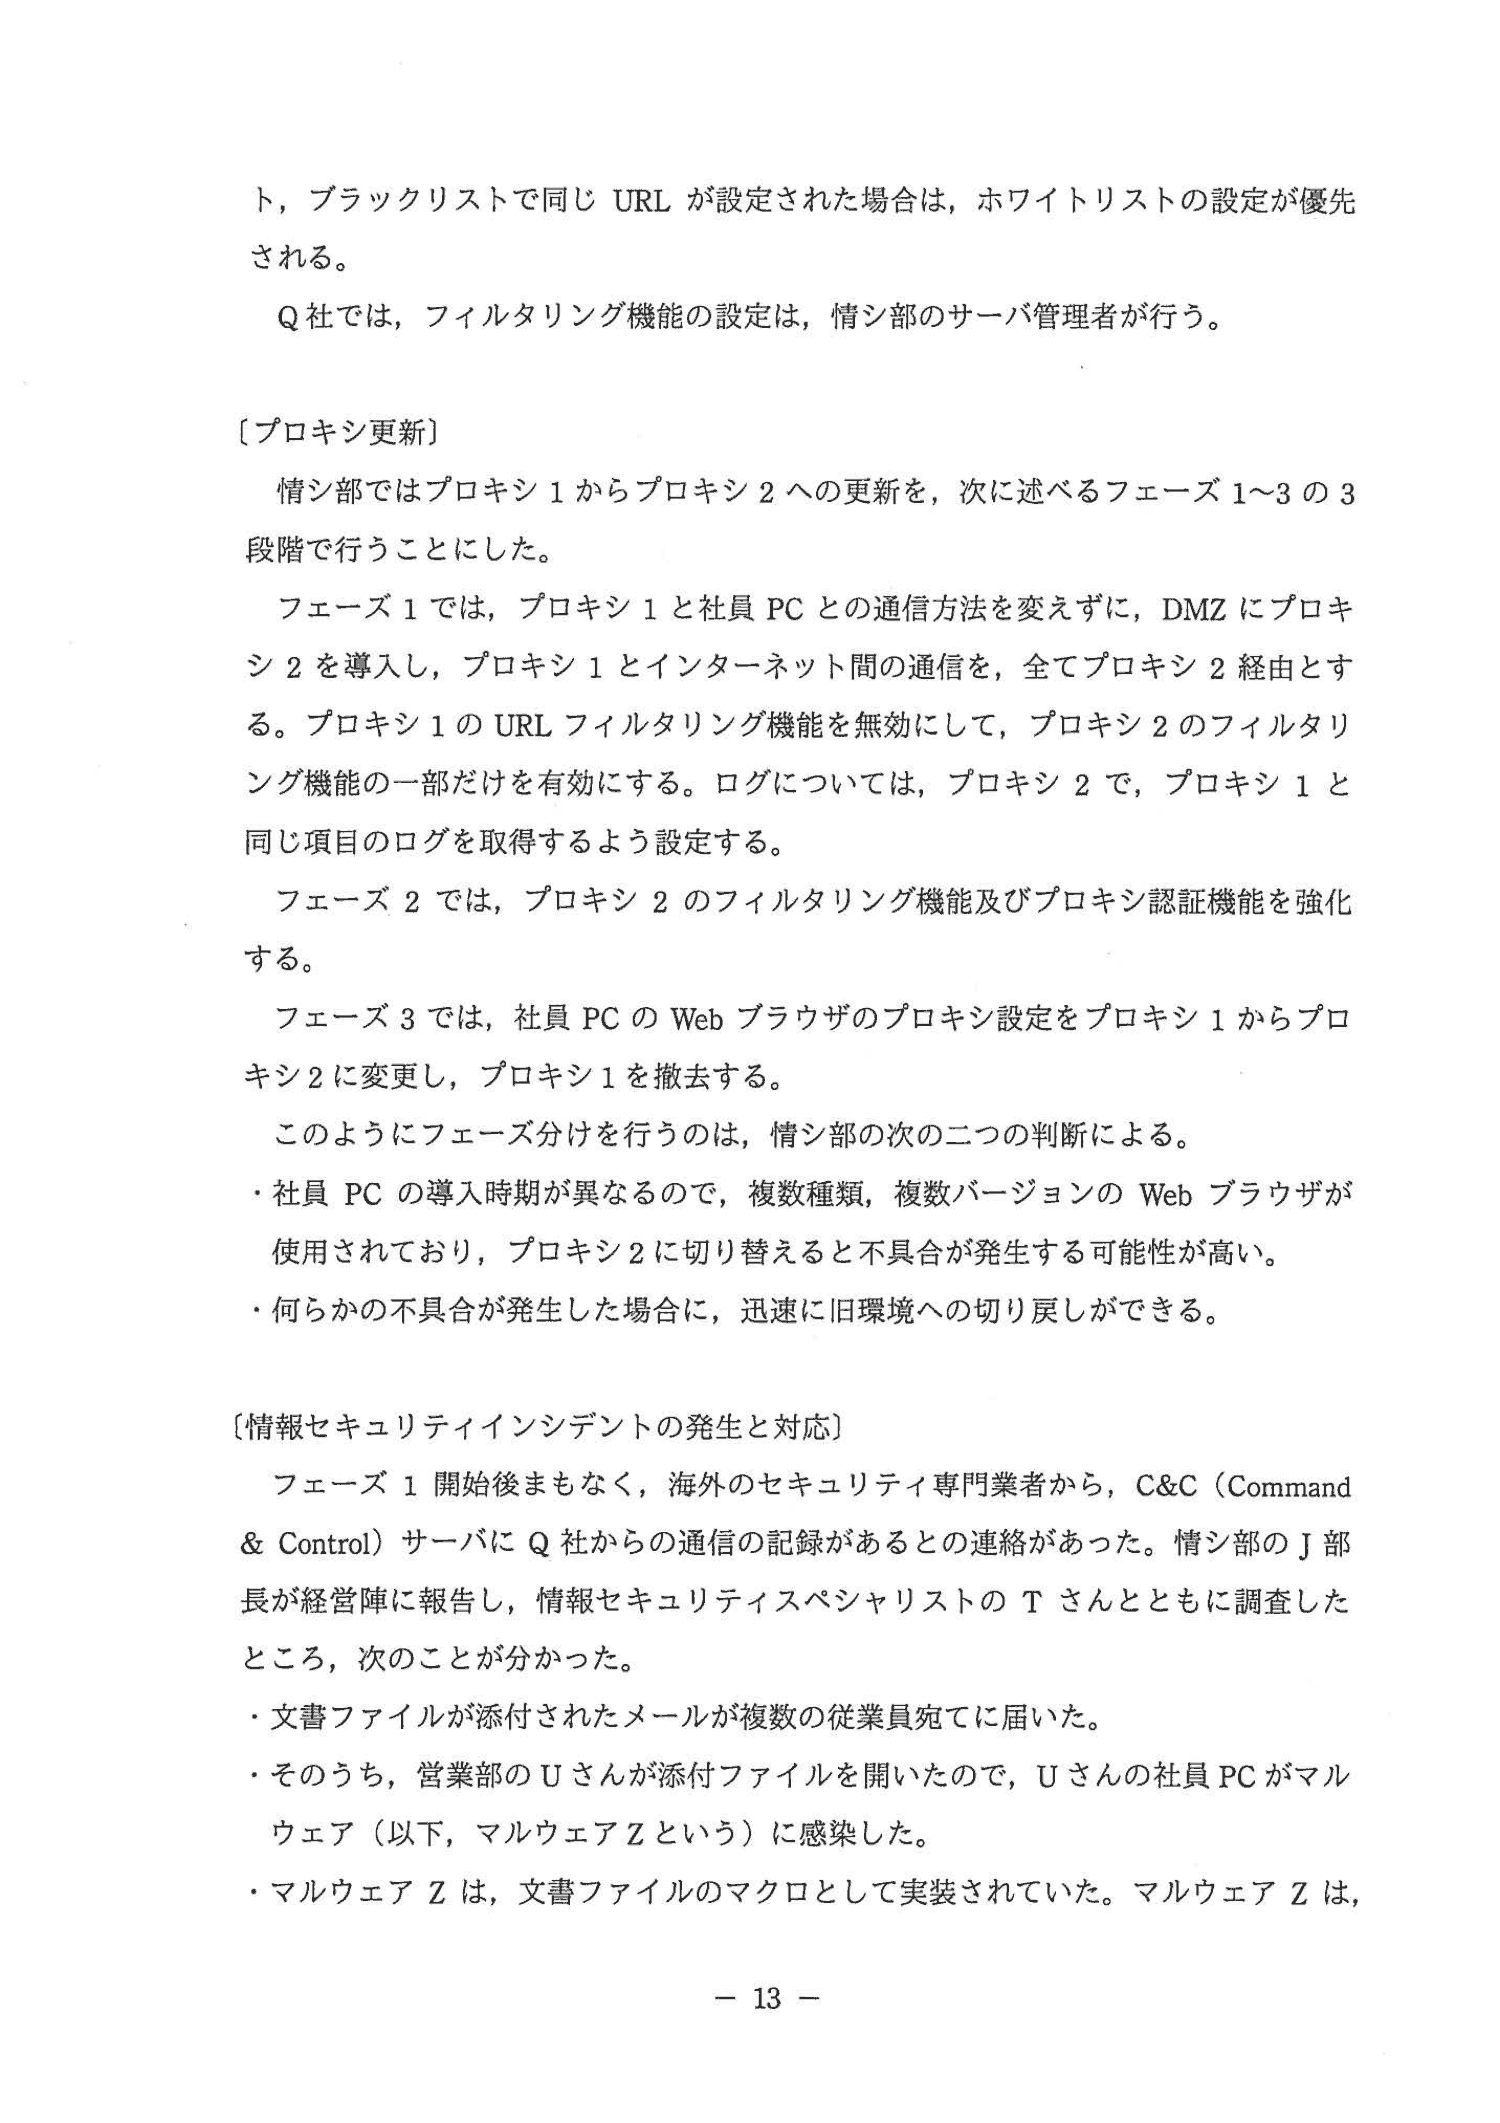 ト，ブラックリストで同じ URL が設定された場合は，ホワイトリストの設定が優先
される。
Q社では，フィルタリング機能の設定は，情シ部のサーバ管理者が行う。
〔プロキシ更新〕
情シ部ではプロキシ 1 からプロキシ 2 への更新を，次に述べるフェーズ 1～3 の 3
段階で行うことにした。
フェーズ 1 では，プロキシ 1 と社員 PC との通信方法を変えずに，DMZ にプロキ
シ 2 を導入し，プロキシ 1 とインターネット間の通信を，全てプロキシ 2 経由とす
る。プロキシ 1 の URL フィルタリング機能を無効にして，プロキシ 2 のフィルタリ
ング機能の一部だけを有効にする。ログについては，プロキシ 2 で，プロキシ 1 と
同じ項目のログを取得するよう設定する。
フェーズ 2 では，プロキシ 2 のフィルタリング機能及びプロキシ認証機能を強化
する。
フェーズ 3 では，社員 PC の Web ブラウザのプロキシ設定をプロキシ 1 からプロ
キシ 2 に変更し，プロキシ 1 を撤去する。
このようにフェーズ分けを行うのは，情シ部の次の二つの判断による。
・社員 PC の導入時期が異なるので，複数種類，複数バージョンの Web ブラウザが
使用されており，プロキシ 2 に切り替えると不具合が発生する可能性が高い。
・何らかの不具合が発生した場合に，迅速に旧環境への切り戻しができる。
〔情報セキュリティインシデントの発生と対応〕
フェーズ 1 開始後まもなく，海外のセキュリティ専門業者から，C&C（Command
& Control）サーバに Q 社からの通信の記録があるとの連絡があった。情シ部の J 部
長が経営陣に報告し，情報セキュリティスペシャリストの T さんとともに調査した
ところ，次のことが分かった。
・文書ファイルが添付されたメールが複数の従業員宛てに届いた。
・そのうち，営業部の U さんが添付ファイルを開いたので，U さんの社員 PC がマル
ウェア（以下，マルウェア Z という）に感染した。
・マルウェア Z は，文書ファイルのマクロとして実装されていた。マルウェア Z は，
－ 13 －